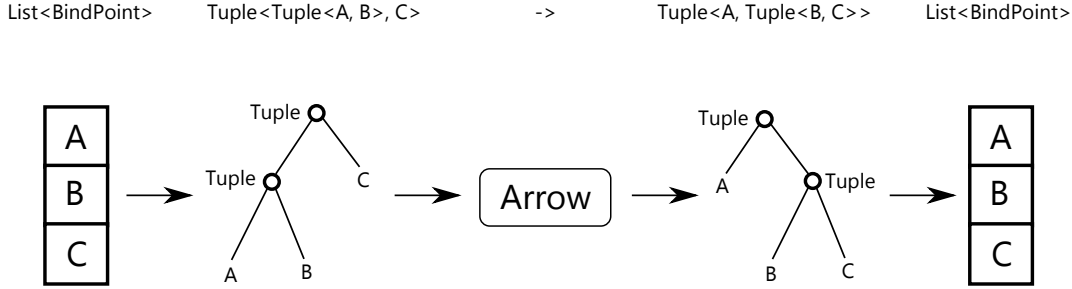 List<BindPoint> Tuple<Tuple<A, B>, C> -> Tuple<A, Tuple<B, C>> List<BindPoint>
A
B
C
Tuple
Tuple
C
A
B
Arrow
Tuple
A
Tuple
B
C
A
B
C